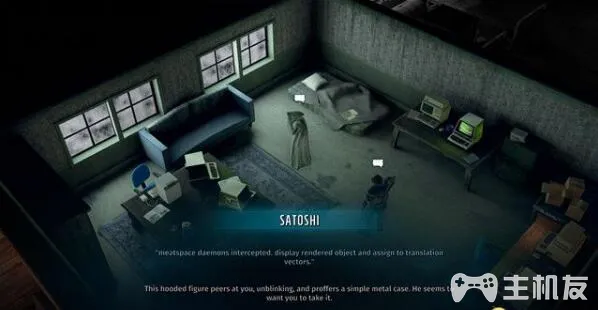 SATOSHI
"meatspace daemons intercepted. display rendered object and assign to translation
vectors."
This hooded figure peers at you, unblinking, and proffers a simple metal case. He seems to
want you to take it.
主机友